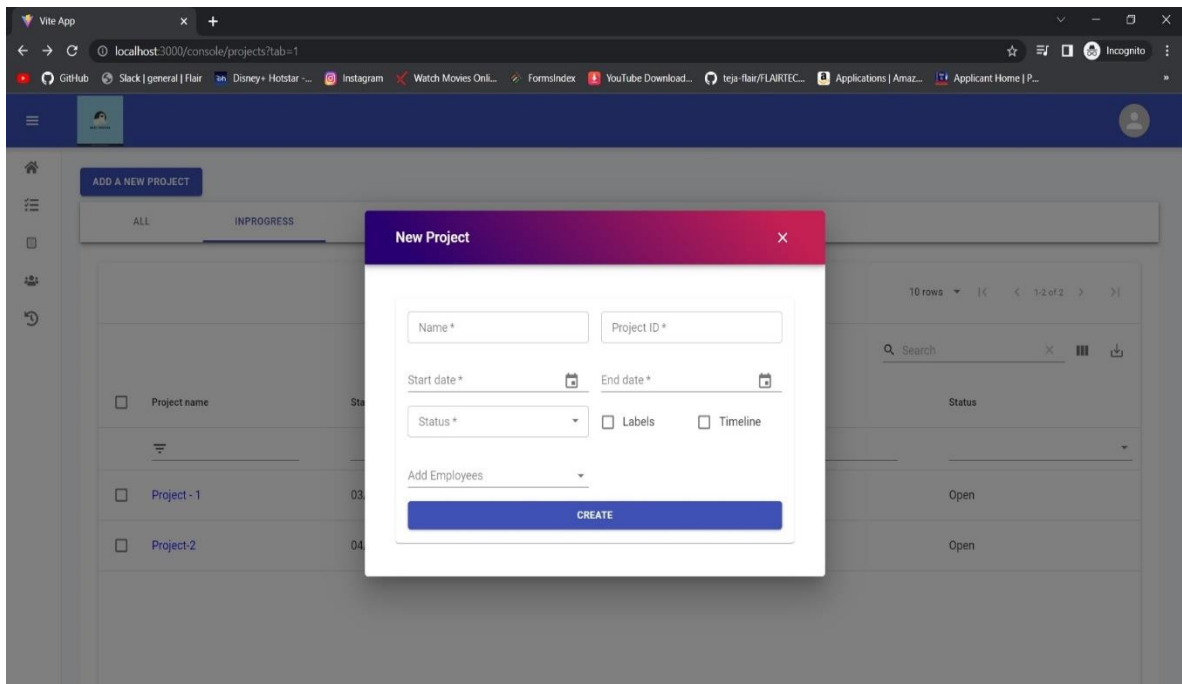 Vite App
localhost:3000/console/projects?tab=1
Incognito
GitHub Slack | general | Flair Disney+ Hotstar -... Instagram Watch Movies Onli... FormsIndex YouTube Download... teja-flair/FLAIRTEC... Applications | Amaz... Applicant Home | P...
ADD A NEW PROJECT
ALL INPROGRESS
New Project
10 rows 1-2 of 2
Name * Project ID *
Search
Start date * End date *
Project name Sta Status
Status * Labels Timeline
Add Employees
Project - 1 03. Open
CREATE
Project-2 04. Open